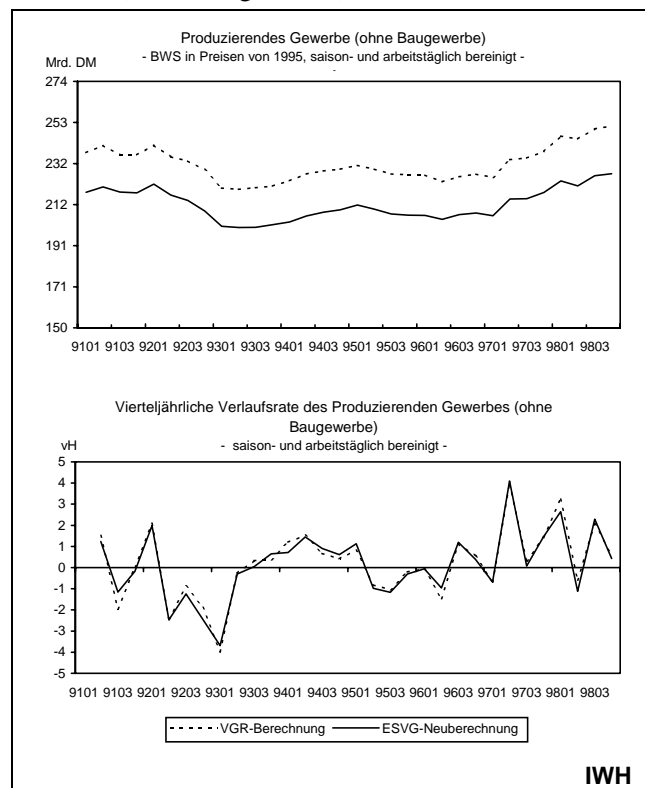 Produzierendes Gewerbe (ohne Baugewerbe)
Mrd. DM
- BWS in Preisen von 1995, saison- und arbeitstäglich bereinigt -
-
274
253
232
212
191
171
150
9101 9103 9201 9203 9301 9303 9401 9403 9501 9503 9601 9603 9701 9703 9801 9803
Vierteljährliche Verlaufsrate des Produzierenden Gewerbes (ohne
Baugewerbe)
- saison- und arbeitstäglich bereinigt -
vH
5
4
3
2
1
0
-1
-2
-3
-4
-5
9101 9103 9201 9203 9301 9303 9401 9403 9501 9503 9601 9603 9701 9703 9801 9803
VGR-Berechnung ESVG-Neuberechnung
IWH